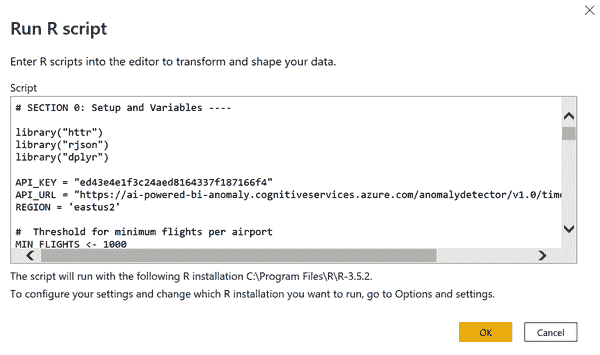 Run R script
Enter R scripts into the editor to transform and shape your data.
Script
# SECTION 0: Setup and Variables ----
library("httr")
library("rjson")
library("dplyr")
API_KEY = "ed43e4e1f3c24aed8164337f187166f4"
API_URL = "https://ai-powered-bi-anomaly.cognitiveservices.azure.com/anomalydetector/v1.0/time
REGION = 'eastus2'
#  Threshold for minimum flights per airport
MIN_FLIGHTS <- 1000
The script will run with the following R installation C:\Program Files\R\R-3.5.2.
To configure your settings and change which R installation you want to run, go to Options and settings.
OK
Cancel